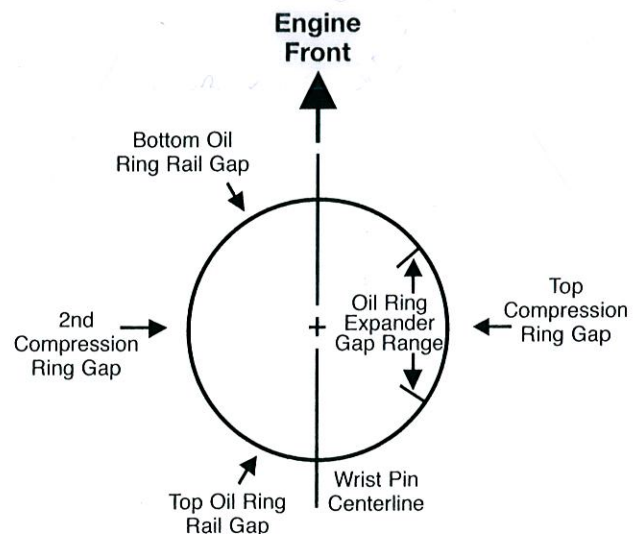 Engine
Front
Bottom Oil
Ring Rail Gap
2nd
Compression
Ring Gap
Oil Ring
Expander
Gap Range
Top
Compression
Ring Gap
Top Oil Ring
Rail Gap
Wrist Pin
Centerline